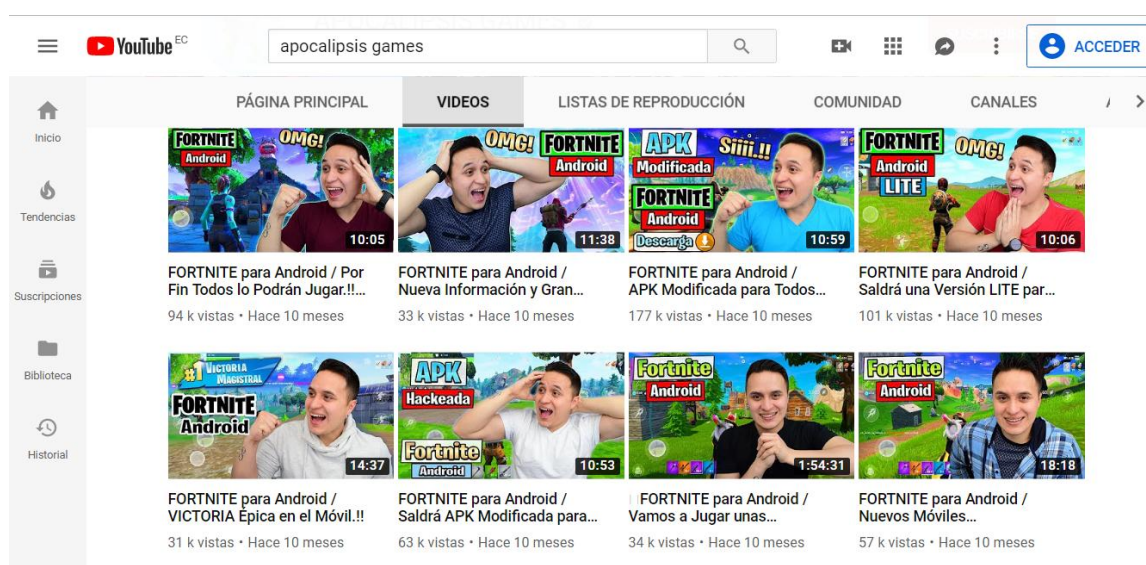 APOCALIPSIS GAMES
YouTube EC
apocalipsis games
ACCEDER
PÁGINA PRINCIPAL
VIDEOS
LISTAS DE REPRODUCCIÓN
COMUNIDAD
CANALES
Inicio
Tendencias
Suscripciones
Biblioteca
Historial
FORTNITE
Android
OMG!
10:05
OMG!
FORTNITE
Android
11:38
APK
Modificada
Siiii.!!
FORTNITE
Android
Descarga
10:59
FORTNITE
Android
LITE
OMG!
10:06
FORTNITE para Android / Por
Fin Todos lo Podrán Jugar.!!...
94 k vistas • Hace 10 meses
FORTNITE para Android /
Nueva Información y Gran...
33 k vistas • Hace 10 meses
FORTNITE para Android /
APK Modificada para Todos...
177 k vistas • Hace 10 meses
FORTNITE para Android /
Saldrá una Versión LITE par...
101 k vistas • Hace 10 meses
#1 VICTORIA
MAGISTRAL
FORTNITE
Android
14:37
APK
Hackeada
Fortnite
Android
10:53
Fortnite
Android
1:54:31
Fortnite
Android
18:18
FORTNITE para Android /
VICTORIA Épica en el Móvil.!!
31 k vistas • Hace 10 meses
FORTNITE para Android /
Saldrá APK Modificada para...
63 k vistas • Hace 10 meses
FORTNITE para Android /
Vamos a Jugar unas...
34 k vistas • Hace 10 meses
FORTNITE para Android /
Nuevos Móviles...
57 k vistas • Hace 10 meses